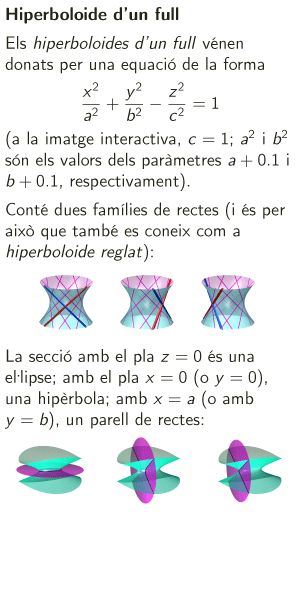 Hiperboloide d'un full
Els hiperboloides d'un full vénen
donats per una equació de la forma
x²/a² + y²/b² − z²/c² = 1
(a la imatge interactiva, c = 1; a² i b²
són els valors dels paràmetres a + 0.1 i
b + 0.1, respectivament).
Conté dues famílies de rectes (i és per
això que també es coneix com a
hiperboloide reglat):
La secció amb el pla z = 0 és una
el·lipse; amb el pla x = 0 (o y = 0),
una hipèrbola; amb x = a (o amb
y = b), un parell de rectes: